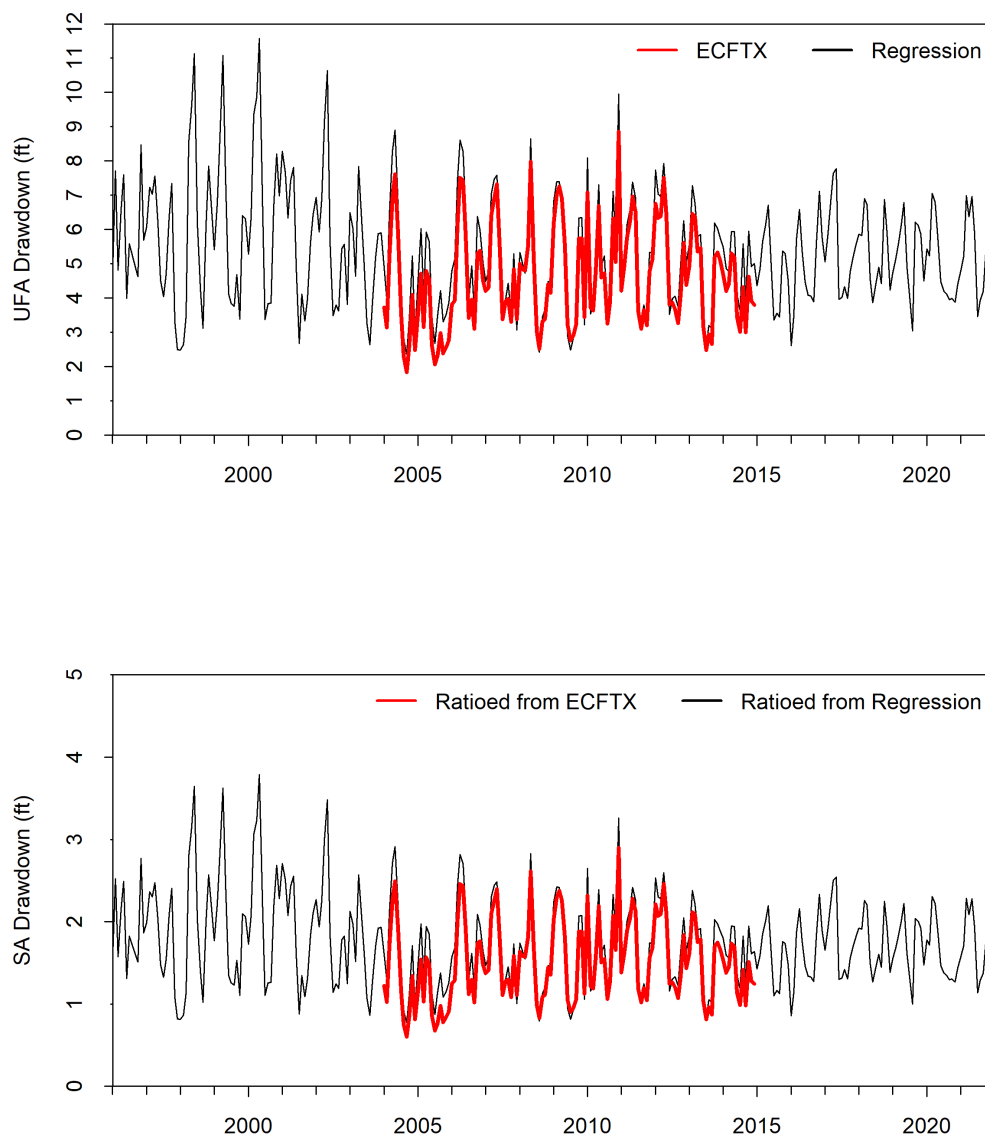 UFA Drawdown (ft)
0 1 2 3 4 5 6 7 8 9 10 11 12
ECFTX Regression
2000 2005 2010 2015 2020
SA Drawdown (ft)
0 1 2 3 4 5
Ratioed from ECFTX Ratioed from Regression
2000 2005 2010 2015 2020